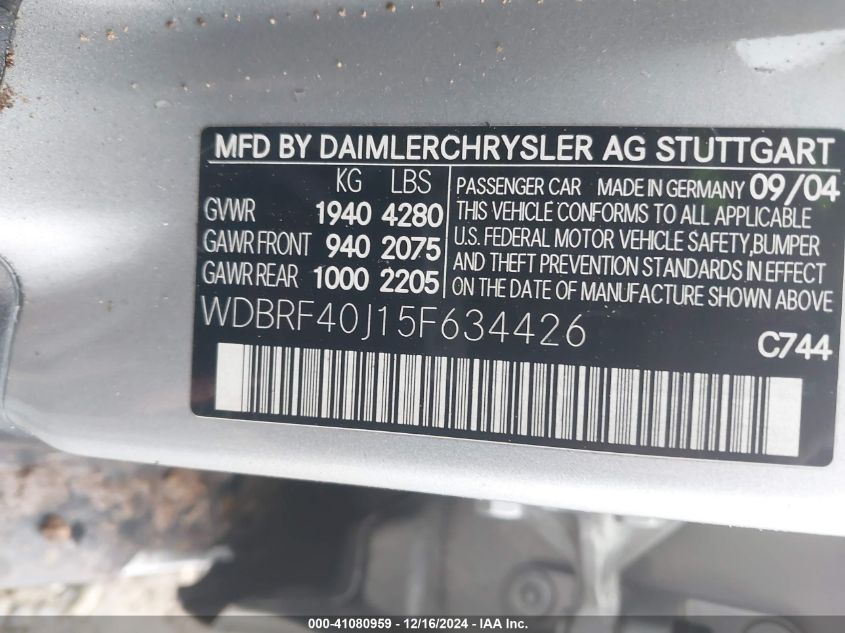 MFD BY DAIMLERCHRYSLER AG STUTTGART
KG LBS
GVWR 1940 4280
GAWR FRONT 940 2075
GAWR REAR 1000 2205
PASSENGER CAR MADE IN GERMANY 09/04
THIS VEHICLE CONFORMS TO ALL APPLICABLE
U.S. FEDERAL MOTOR VEHICLE SAFETY,BUMPER
AND THEFT PREVENTION STANDARDS IN EFFECT
ON THE DATE OF MANUFACTURING SHOWN ABOVE
WDBRF40J15F634426
C744
000-41080959 - 12/16/2024 - IAA Inc.